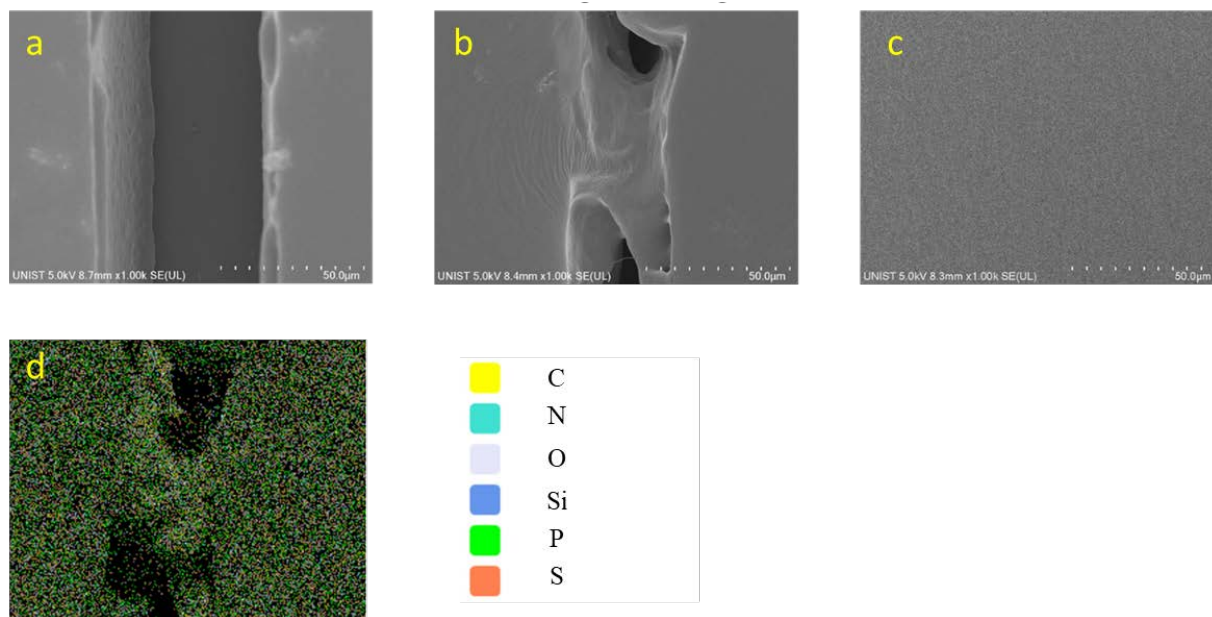 a
UNIST 5.0kV 8.7mm x1.00k SE(UL) 50.0μm
b
UNIST 5.0kV 8.4mm x1.00k SE(UL) 50.0μm
c
UNIST 5.0kV 8.3mm x1.00k SE(UL) 50.0μm
d
C
N
O
Si
P
S